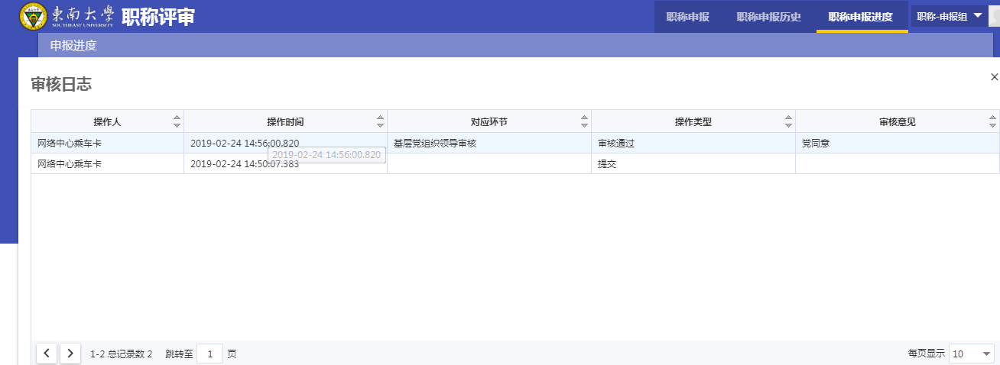 東南大學 职称评审 职称申报 职称申报历史 职称申报进度 职称-申报组
SOUTHEAST UNIVERSITY
申报进度
审核日志 ×
操作人 操作时间 对应环节 操作类型 审核意见
网络中心乘车卡 2019-02-24 14:56:00.820 基层党组织领导审核 审核通过 党同意
2019-02-24 14:56:00.820
网络中心乘车卡 2019-02-24 14:50:07.383 提交
1-2 总记录数 2 跳转至 1 页 每页显示 10